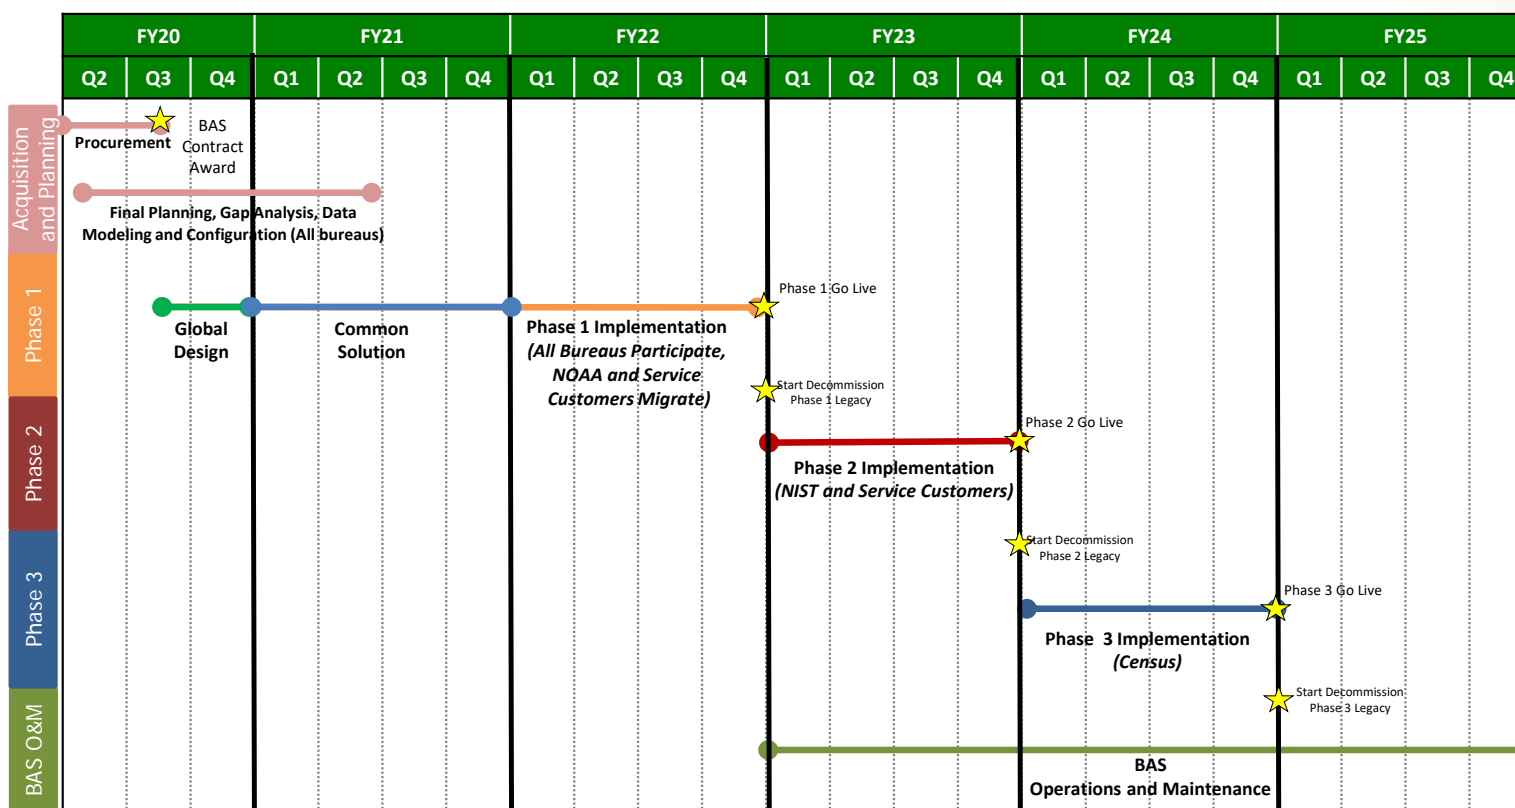 FY20 FY21 FY22 FY23 FY24 FY25
Q2 Q3 Q4 Q1 Q2 Q3 Q4 Q1 Q2 Q3 Q4 Q1 Q2 Q3 Q4 Q1 Q2 Q3 Q4 Q1 Q2 Q3 Q4
Acquisition
and Planning
Procurement
BAS
Contract
Award
Final Planning, Gap Analysis, Data
Modeling and Configuration (All bureaus)
Phase 1
Global
Design
Common
Solution
Phase 1 Implementation
(All Bureaus Participate,
NOAA and Service
Customers Migrate)
Phase 1 Go Live
Start Decommission
Phase 1 Legacy
Phase 2
Phase 2 Implementation
(NIST and Service Customers)
Phase 2 Go Live
Start Decommission
Phase 2 Legacy
Phase 3
Phase 3 Implementation
(Census)
Phase 3 Go Live
Start Decommission
Phase 3 Legacy
BAS O&M
BAS
Operations and Maintenance